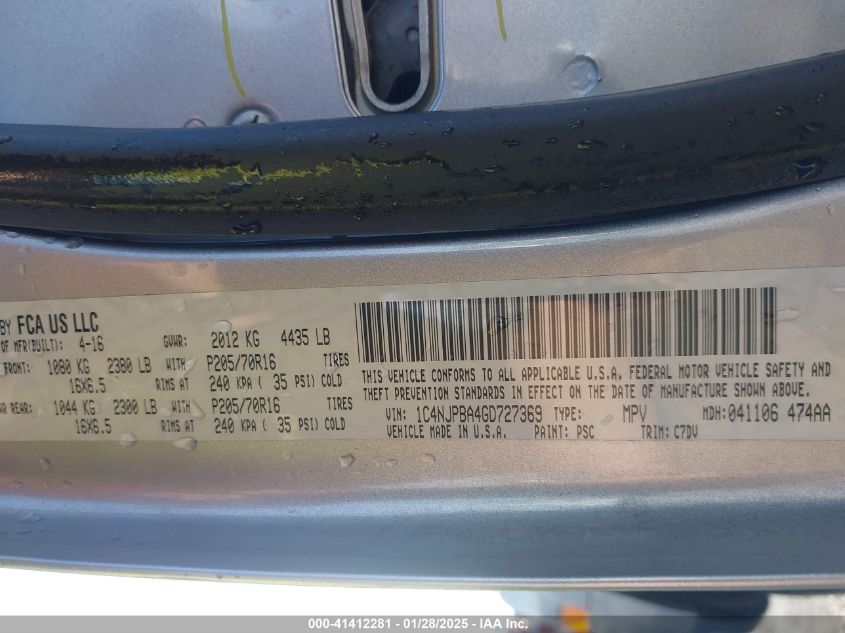 BY FCA US LLC
OF MFR(BUILT): 4-16 GVWR: 2012 KG 4435 LB
FRONT: 1080 KG 2380 LB WITH P205/70R16 TIRES
16X6.5 RIMS AT 240 KPA ( 35 PSI) COLD
WR REAR: 1044 KG 2300 LB WITH P205/70R16 TIRES
16X6.5 RIMS AT 240 KPA ( 35 PSI) COLD
THIS VEHICLE CONFORMS TO ALL APPLICABLE U.S.A. FEDERAL MOTOR VEHICLE SAFETY AND
THEFT PREVENTION STANDARDS IN EFFECT ON THE DATE OF MANUFACTURE SHOWN ABOVE.
VIN: 1C4NJPBA4GD727369 TYPE: MPV MDH:041106 474AA
VEHICLE MADE IN U.S.A. PAINT: PSC TRIM: C7DV
000-41412281 - 01/28/2025 - IAA Inc.